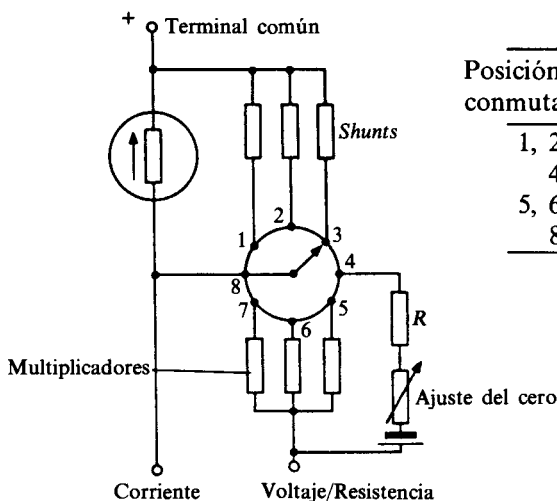 +
Terminal común
Shunts
1
2
3
4
5
6
7
8
R
Multiplicadores
Ajuste del cero
Corriente
Voltaje/Resistencia
Posición
1, 2
4
5, 6
8